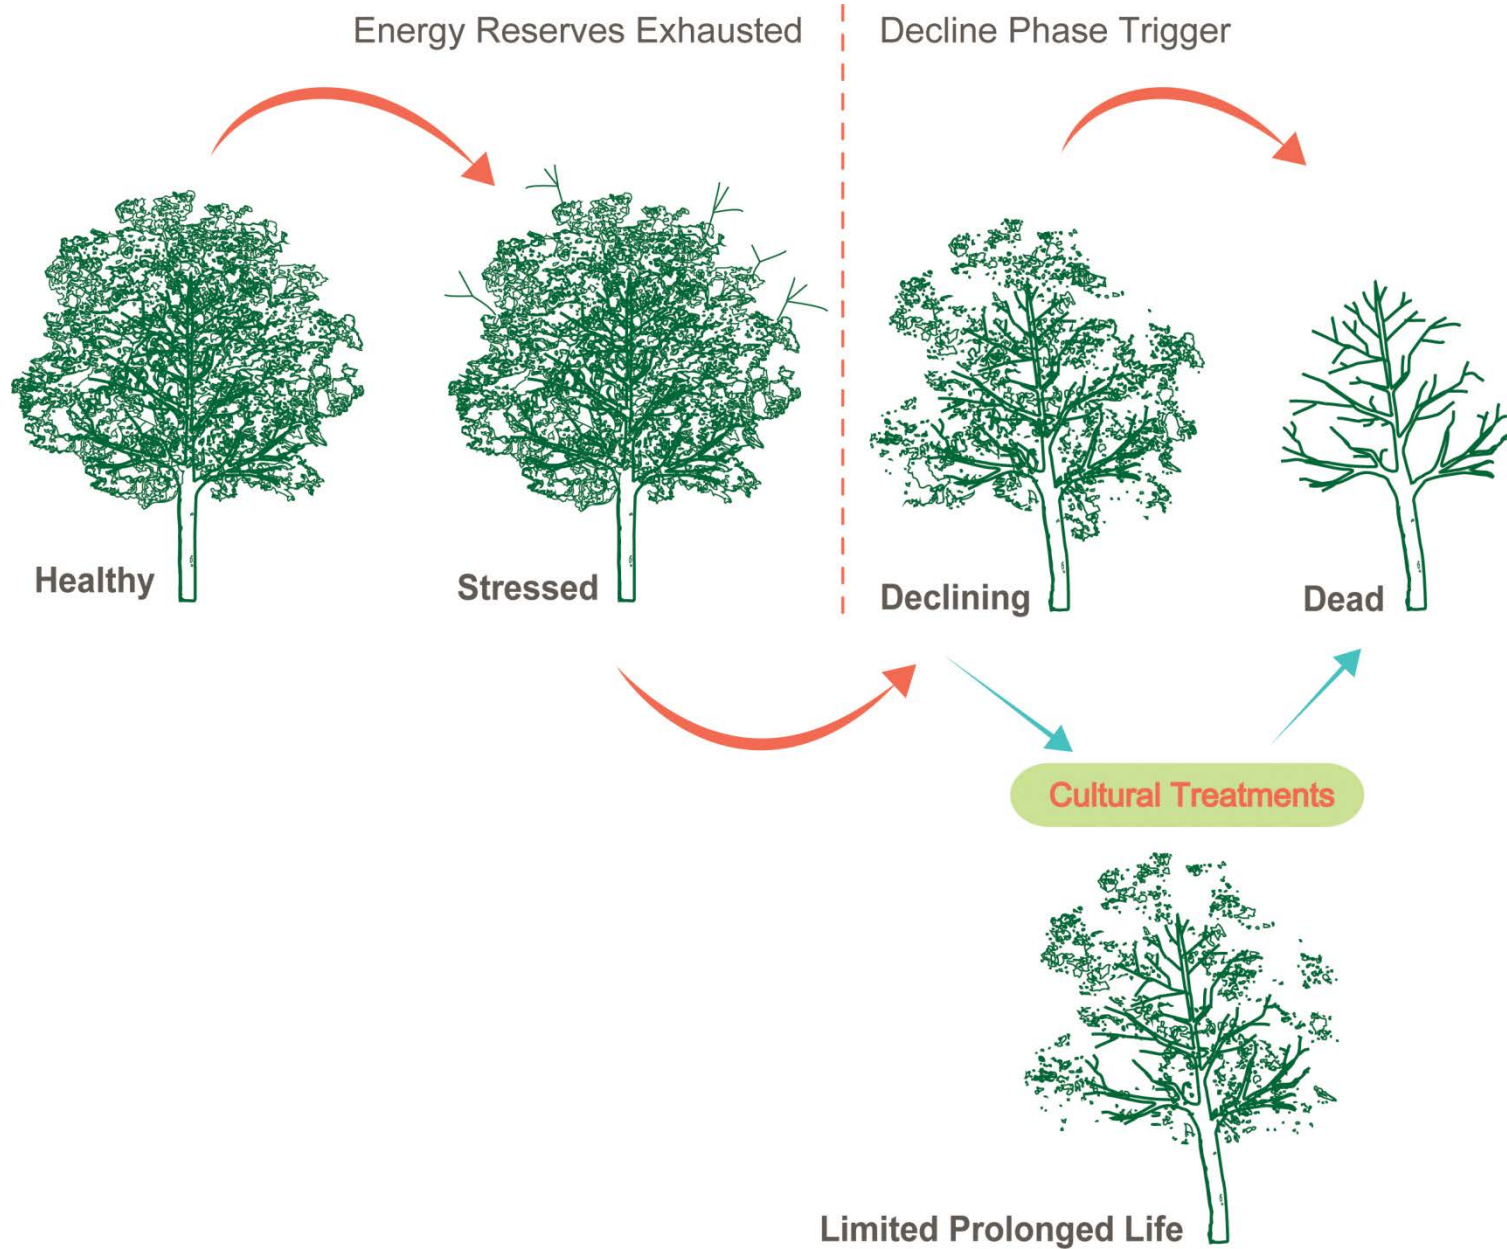 Energy Reserves Exhausted
Decline Phase Trigger
Healthy
Stressed
Declining
Dead
Cultural Treatments
Limited Prolonged Life